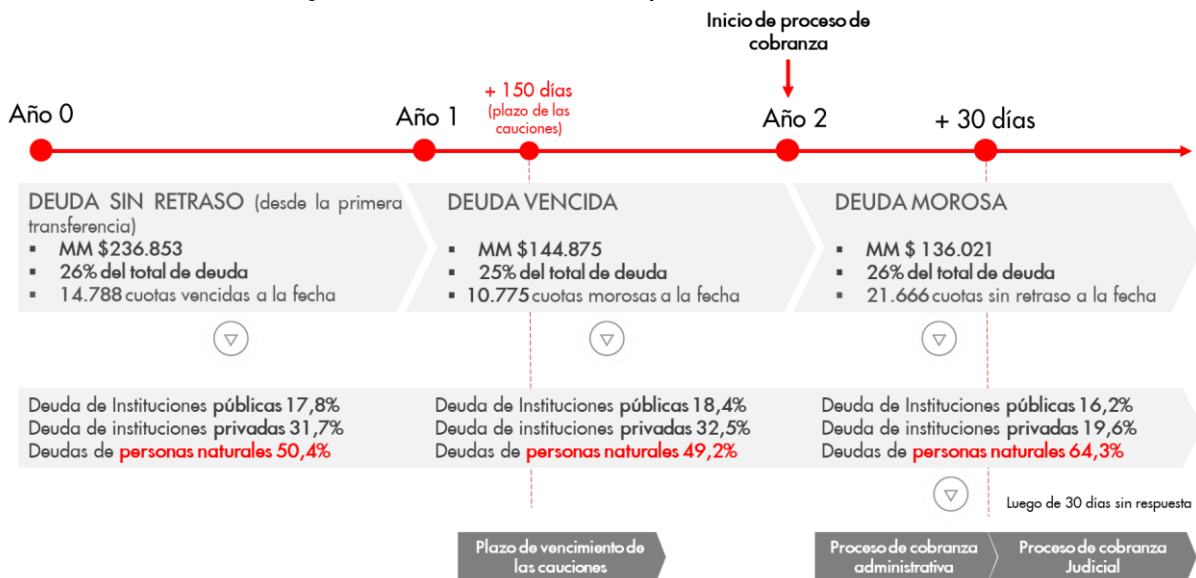 Inicio de proceso de
cobranza
Año 0
Año 1
+ 150 días
(plazo de las
cauciones)
Año 2
+ 30 días
DEUDA SIN RETRASO (desde la primera
transferencia)
▪ MM $236.853
▪ 26% del total de deuda
▪ 14.788 cuotas vencidas a la fecha
DEUDA VENCIDA
▪ MM $144.875
▪ 25% del total de deuda
▪ 10.775 cuotas morosas a la fecha
DEUDA MOROSA
▪ MM $ 136.021
▪ 26% del total de deuda
▪ 21.666 cuotas sin retraso a la fecha
Deuda de Instituciones públicas 17,8%
Deuda de instituciones privadas 31,7%
Deudas de personas naturales 50,4%
Deuda de Instituciones públicas 18,4%
Deuda de instituciones privadas 32,5%
Deudas de personas naturales 49,2%
Deuda de Instituciones públicas 16,2%
Deuda de instituciones privadas 19,6%
Deudas de personas naturales 64,3%
Luego de 30 días sin respuesta
Plazo de vencimiento de
las cauciones
Proceso de cobranza
administrativa
Proceso de cobranza
Judicial